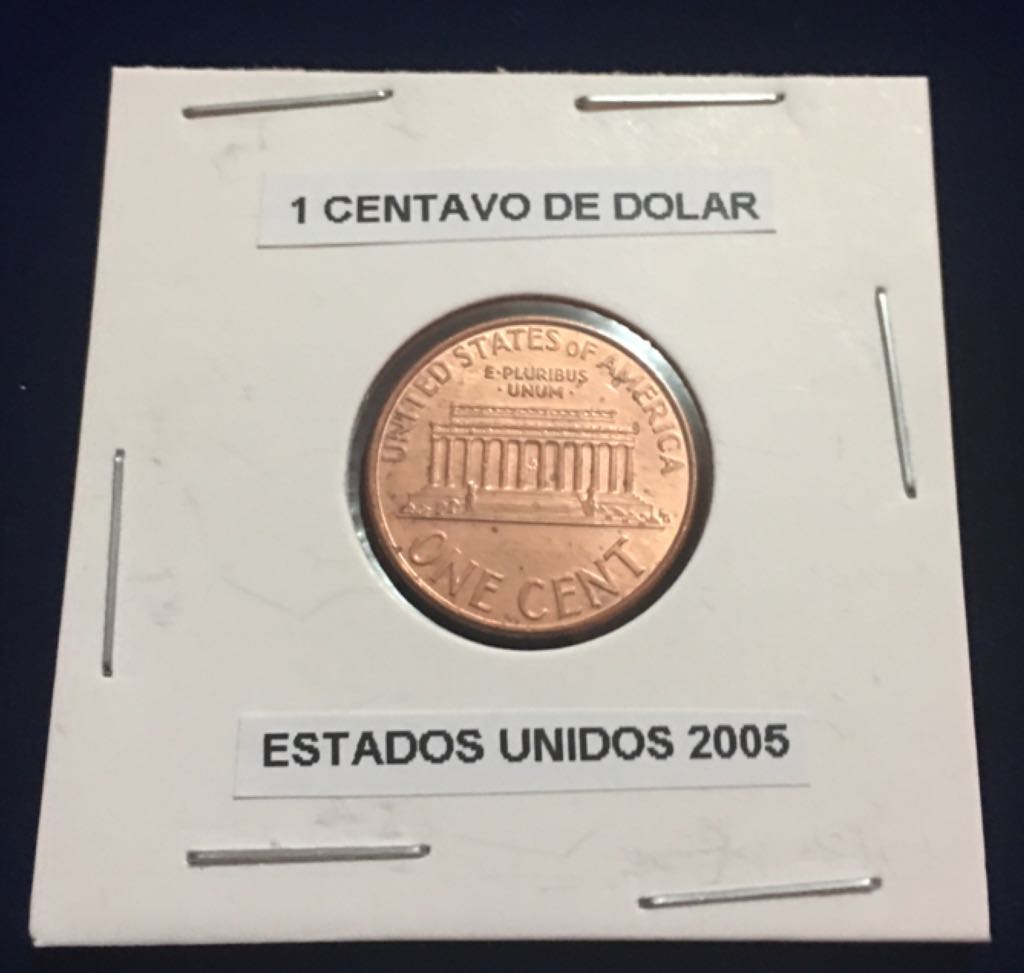 1 CENTAVO DE DOLAR
UNITED STATES OF AMERICA
E·PLURIBUS
·UNUM·
ONE CENT
ESTADOS UNIDOS 2005